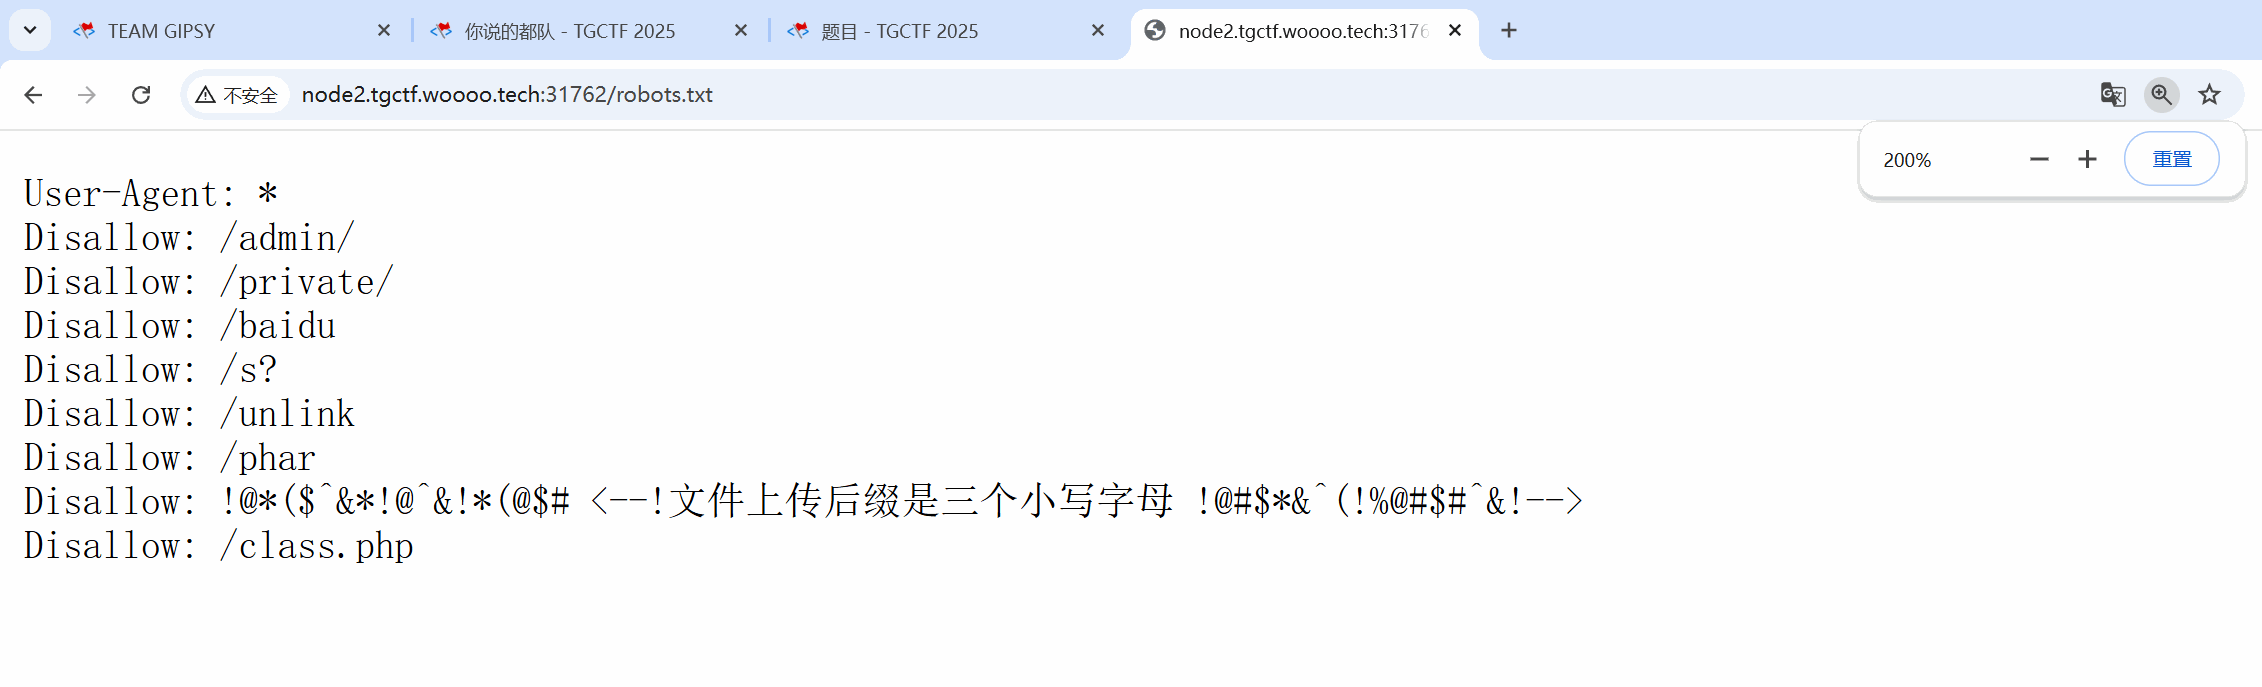 TEAM GIPSY
你说的都队 - TGCTF 2025
题目 - TGCTF 2025
node2.tgctf.woooo.tech:3176
不安全
node2.tgctf.woooo.tech:31762/robots.txt
200%
重置
User-Agent: *
Disallow: /admin/
Disallow: /private/
Disallow: /baidu
Disallow: /s?
Disallow: /unlink
Disallow: /phar
Disallow: !@*($^&*!@^&!*(@$# <--!文件上传后缀是三个小写字母 !@#$*&^(!%@#$#^&!-->
Disallow: /class.php